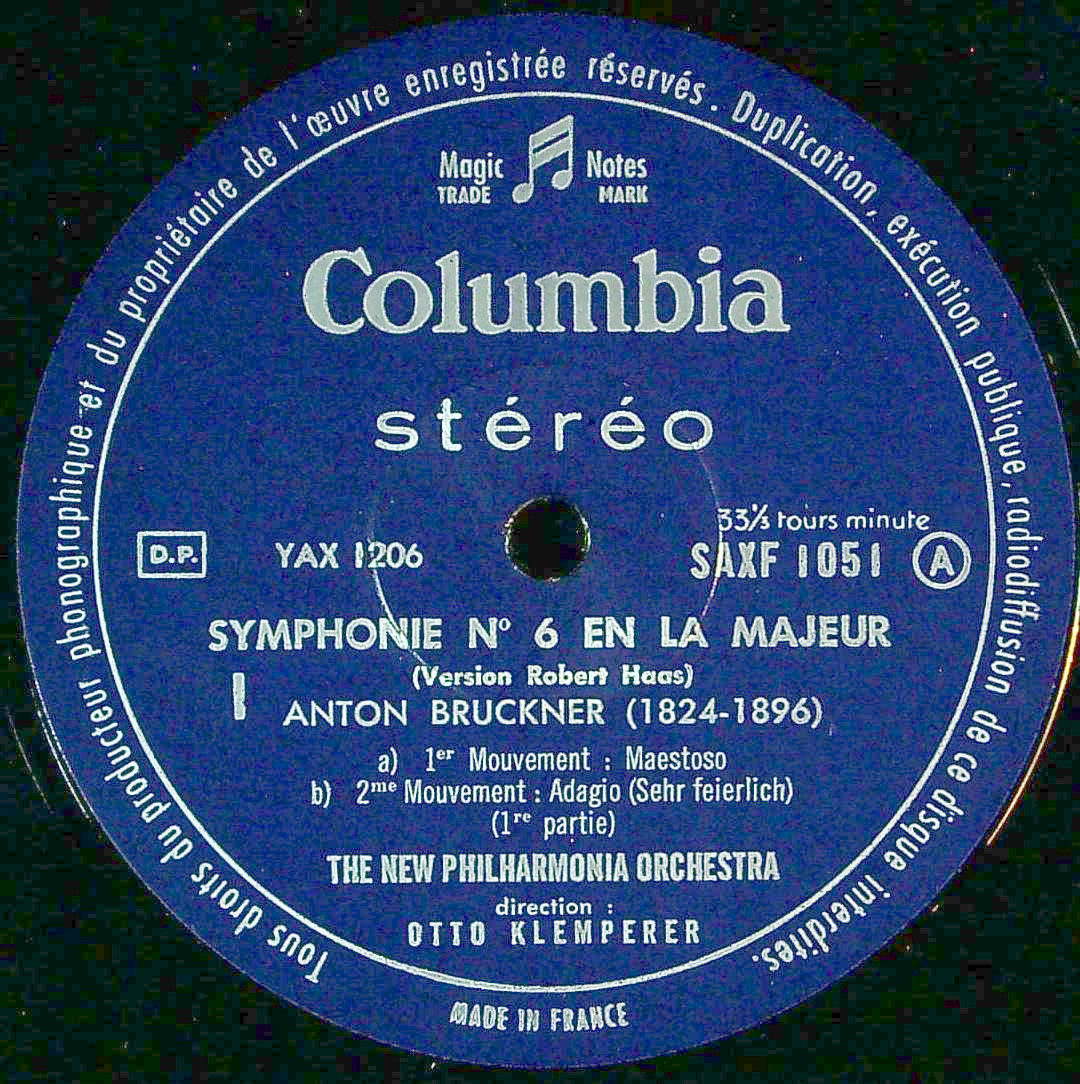 Tous droits du producteur phonographique et du propriétaire de l'œuvre enregistrée réservés. Duplication, exécution publique, radiodiffusion de ce disque interdites.
Magic Notes
TRADE MARK
Columbia
stéréo
33⅓ tours minute
D.P. YAX 1206 SAXF 1051 A
SYMPHONIE Nº 6 EN LA MAJEUR
(Version Robert Haas)
I ANTON BRUCKNER (1824-1896)
a) 1er Mouvement : Maestoso
b) 2me Mouvement : Adagio (Sehr feierlich)
(1re partie)
THE NEW PHILHARMONIA ORCHESTRA
direction :
OTTO KLEMPERER
MADE IN FRANCE